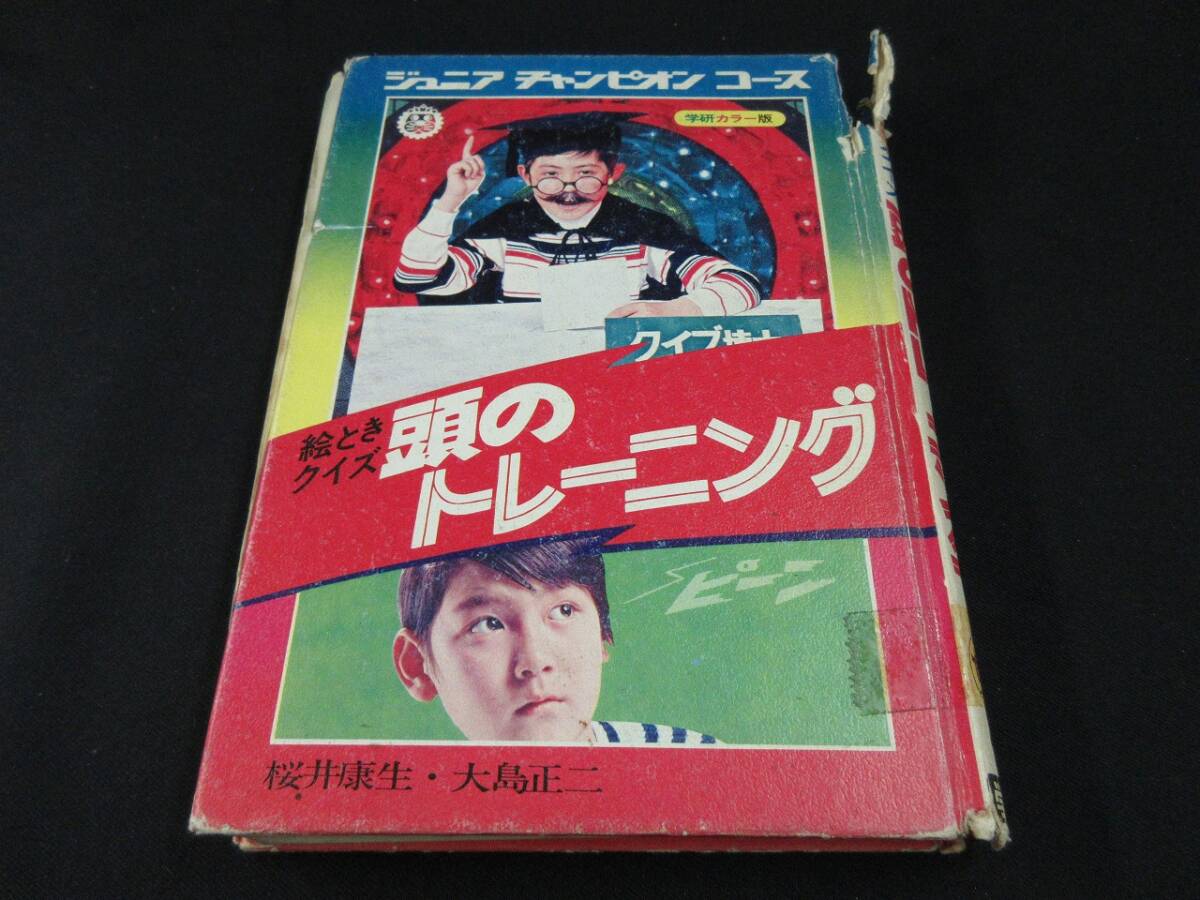 ジュニア チャンピオン コース
学研カラー版
クイズ博士
絵とき
クイズ
頭の
トレーニング
ピーン
桜井康生・大島正二